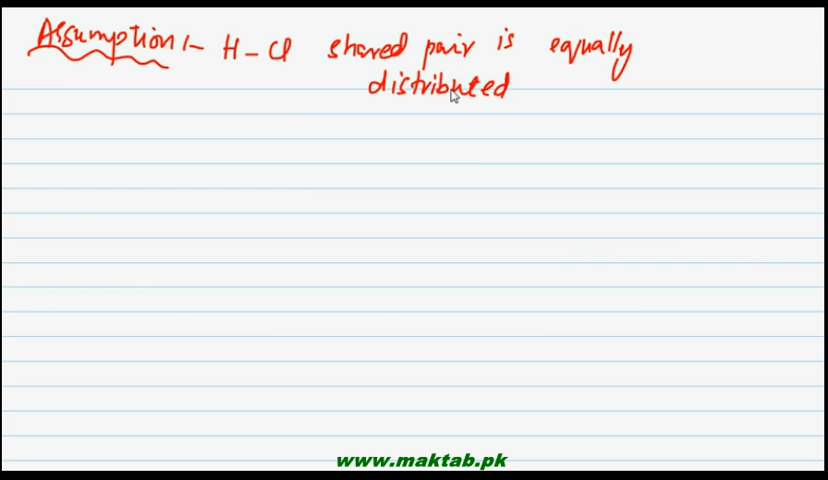 Assumption :- H - Cl shared pair is equally
distributed
www.maktab.pk